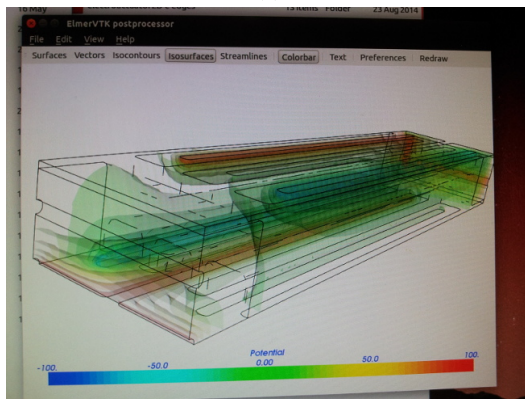 16 May
13 items Folder 23 Aug 2014
ElmerVTK postprocessor
File Edit View Help
Surfaces Vectors Isocontours Isosurfaces Streamlines Colorbar Text Preferences Redraw
Potential
-100. -50.0 0.00 50.0 100.